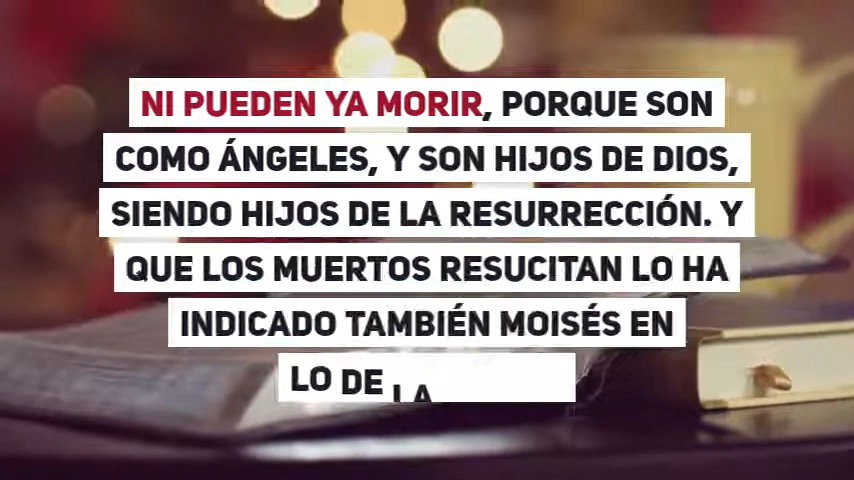 NI PUEDEN YA MORIR, PORQUE SON
COMO ÁNGELES, Y SON HIJOS DE DIOS,
SIENDO HIJOS DE LA RESURRECCIÓN. Y
QUE LOS MUERTOS RESUCITAN LO HA
INDICADO TAMBIÉN MOISÉS EN
LO DE LA